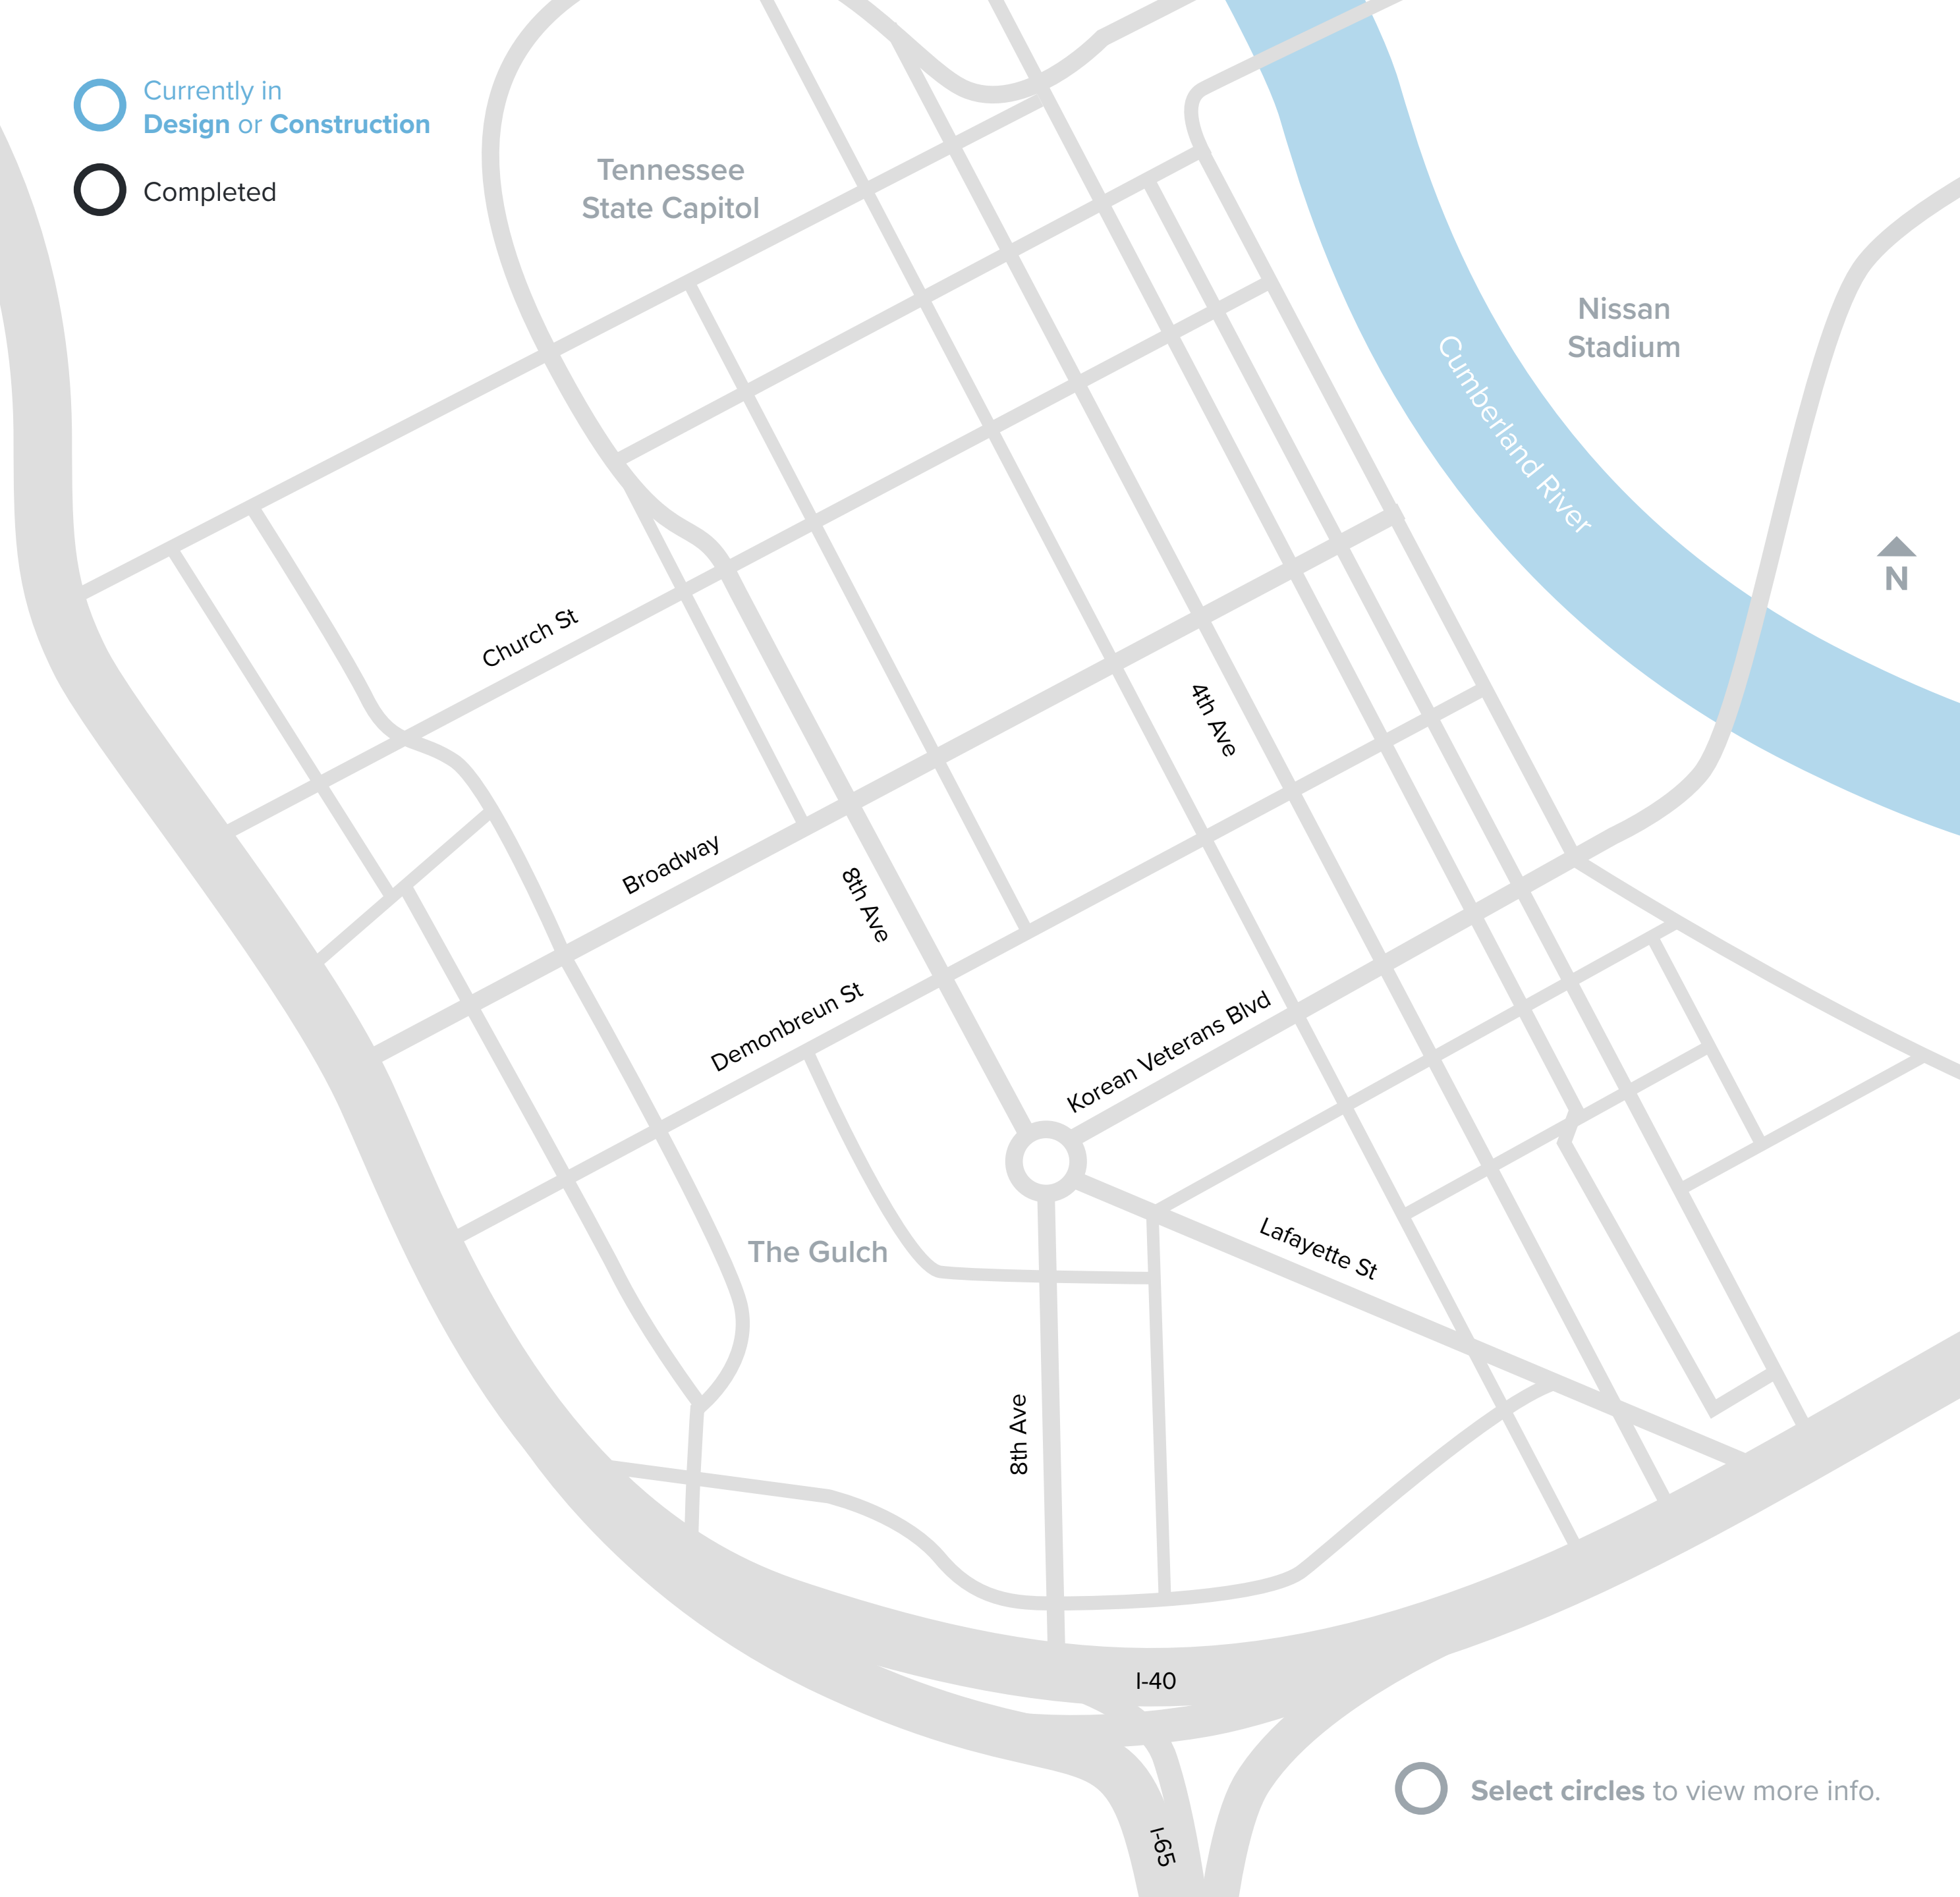 Currently in
Design or Construction
Completed
Tennessee
State Capitol
Nissan
Stadium
Cumberland River
N
Church St
4th Ave
Broadway
8th Ave
Demonbreun St
Korean Veterans Blvd
The Gulch
Lafayette St
8th Ave
I-40
Select circles to view more info.
I-65